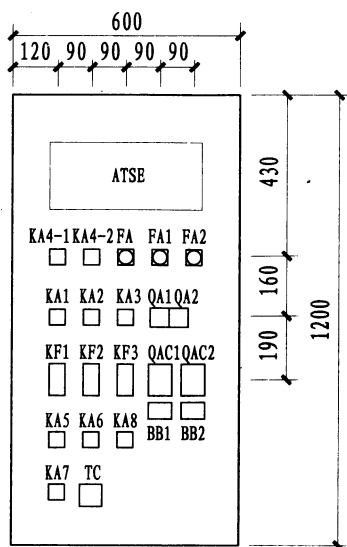 600
120 90 90 90 90
ATSE
430
KA4-1 KA4-2 FA FA1 FA2
160
KA1 KA2 KA3 QA1 QA2
1200
190
KF1 KF2 KF3 QAC1 QAC2
KA5 KA6 KA8 BB1 BB2
KA7 TC